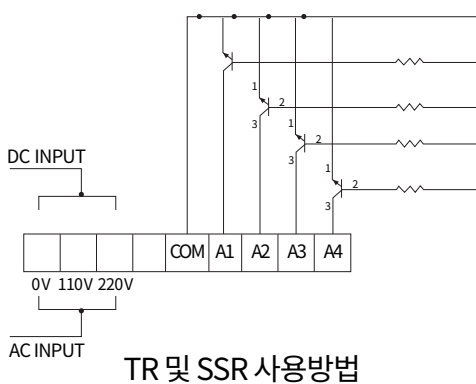 1
2
3
1
2
3
1
2
3
DC INPUT
COM A1 A2 A3 A4
0V 110V 220V
AC INPUT
TR 및 SSR 사용방법